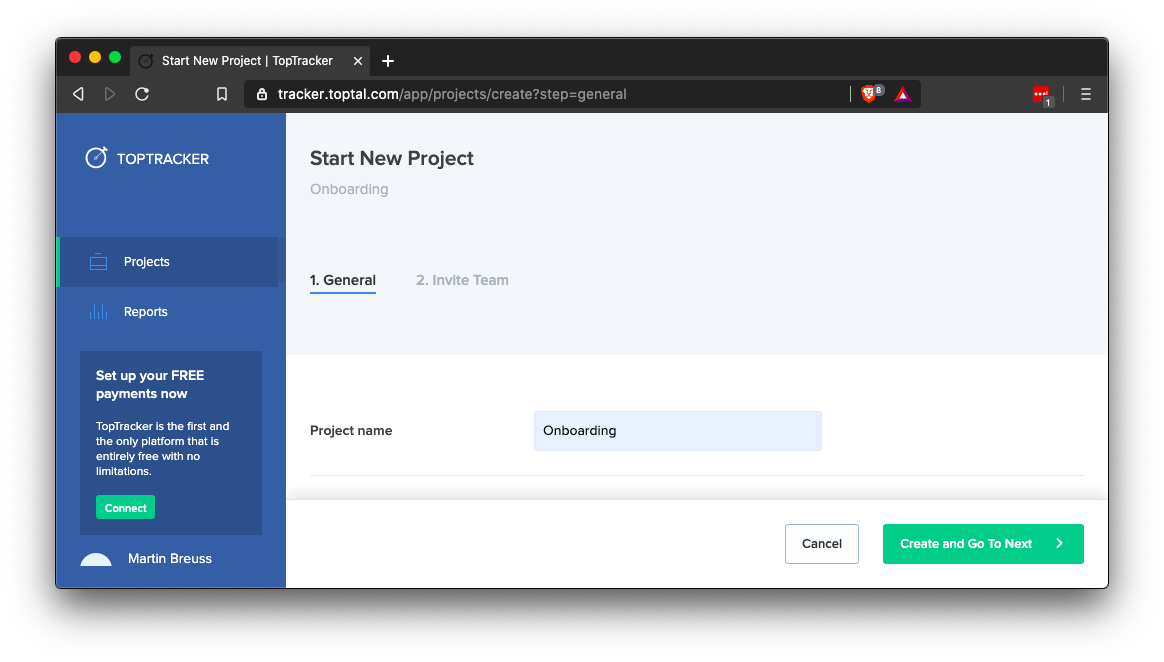 Start New Project | TopTracker
tracker.toptal.com/app/projects/create?step=general
8
1
TOPTRACKER
Projects
Reports
Set up your FREE
payments now
TopTracker is the first and
the only platform that is
entirely free with no
limitations.
Connect
Martin Breuss
Start New Project
Onboarding
1. General
2. Invite Team
Project name
Onboarding
Cancel
Create and Go To Next